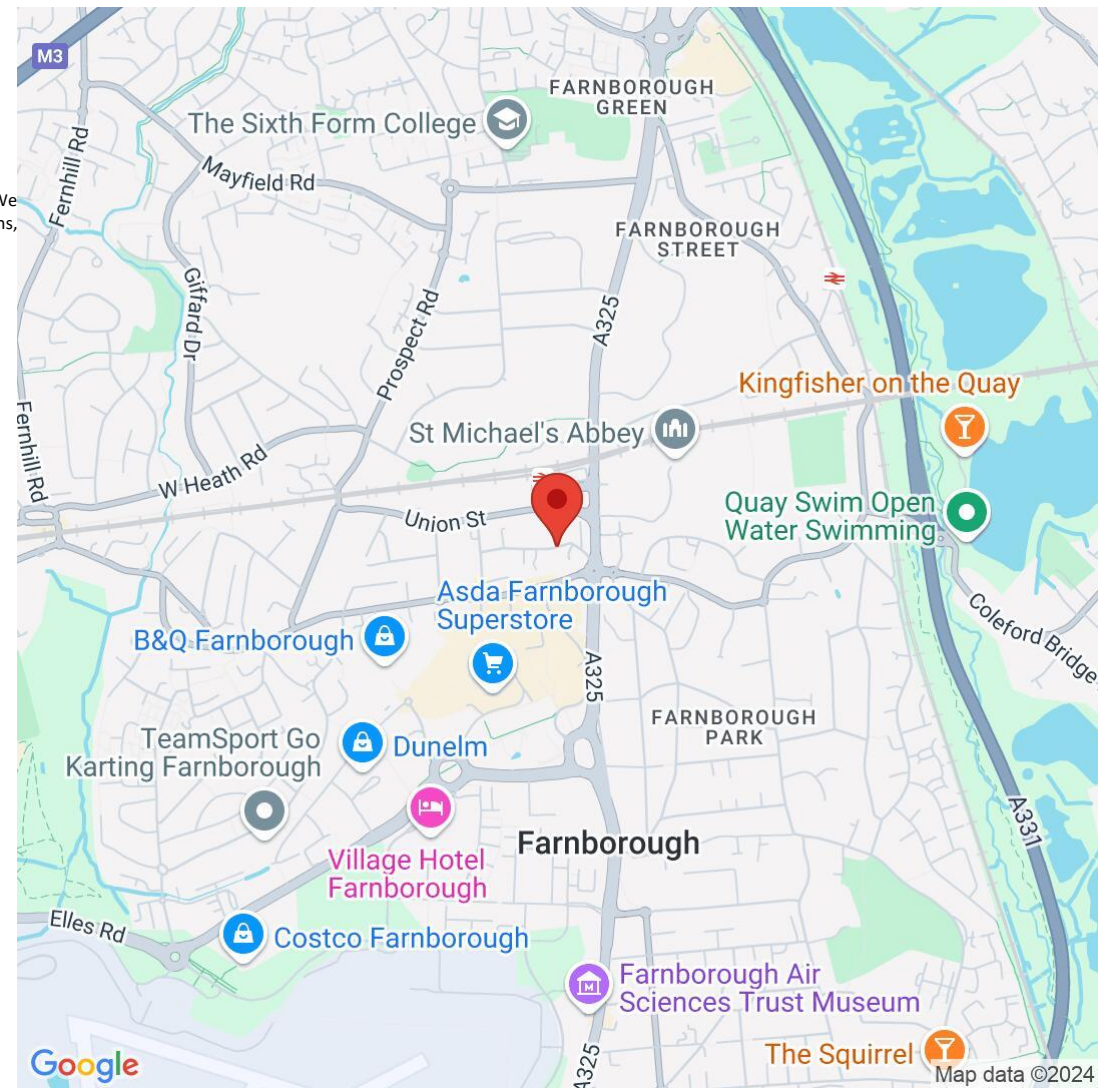 M3
FARNBOROUGH
GREEN
The Sixth Form College
Fernhill Rd
Mayfield Rd
ns,
FARNBOROUGH
STREET
Giffard Dr
Prospect Rd
A325
Kingfisher on the Quay
Fernhill Rd
St Michael's Abbey
W Heath Rd
Union St
Quay Swim Open
Water Swimming
Asda Farnborough
Superstore
B&Q Farnborough
Coleford Bridge
A325
FARNBOROUGH
PARK
TeamSport Go
Karting Farnborough
Dunelm
A331
Farnborough
Village Hotel
Farnborough
Elles Rd
Costco Farnborough
Farnborough Air
Sciences Trust Museum
A325
The Squirrel
Google
Map data ©2024